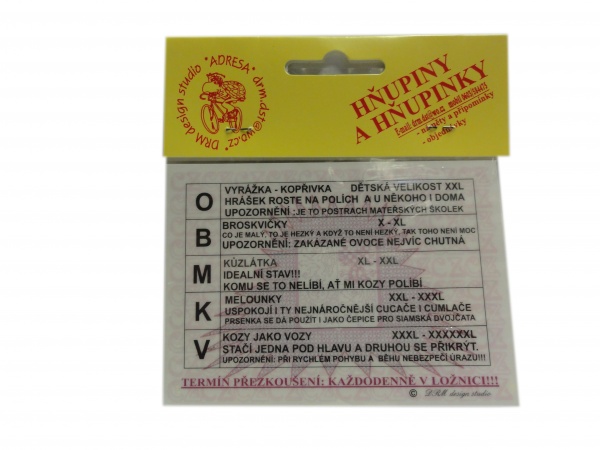 DRM design studio "ADRESA" drm.dst@vp.cz"
HŇUPINY
A HŇUPINKY
- náměty a připomínky
- objednávky
O
VYRÁŽKA - KOPŘIVKA DĚTSKÁ VELIKOST XXL
HRÁŠEK ROSTE NA POLÍCH A U NĚKOHO I DOMA
UPOZORNĚNÍ :JE TO POSTRACH MATEŘSKÝCH ŠKOLEK
B
BROSKVIČKY X - XL
CO JE MALÝ, TO JE HEZKÝ A KDYŽ TO NENÍ HEZKÝ, TAK TOHO NENÍ MOC
UPOZORNĚNÍ: ZAKÁZANÉ OVOCE NEJVÍC CHUTNÁ
M
KŮZLÁTKA XL - XXL
IDEALNÍ STAV!!!
KOMU SE TO NELÍBÍ, AŤ MI KOZY POLÍBÍ
K
MELOUNKY XXL - XXXL
USPOKOJÍ I TY NEJNÁROČNĚJŠÍ CUCAČE I CUMLAČE
PRSENKA SE DÁ POUŽÍT I JAKO ČEPICE PRO SIAMSKÁ DVOJČATA
V
KOZY JAKO VOZY XXXL - XXXXXXL
STAČÍ JEDNA POD HLAVU A DRUHOU SE PŘIKRÝT.
UPOZORNĚNÍ: PŘI RYCHLÉM POHYBU A BĚHU NEBEZPEČÍ ÚRAZU!!!
TERMÍN PŘEZKOUŠENÍ: KAŽDODENNĚ V LOŽNICI!!!
© DRM design studio